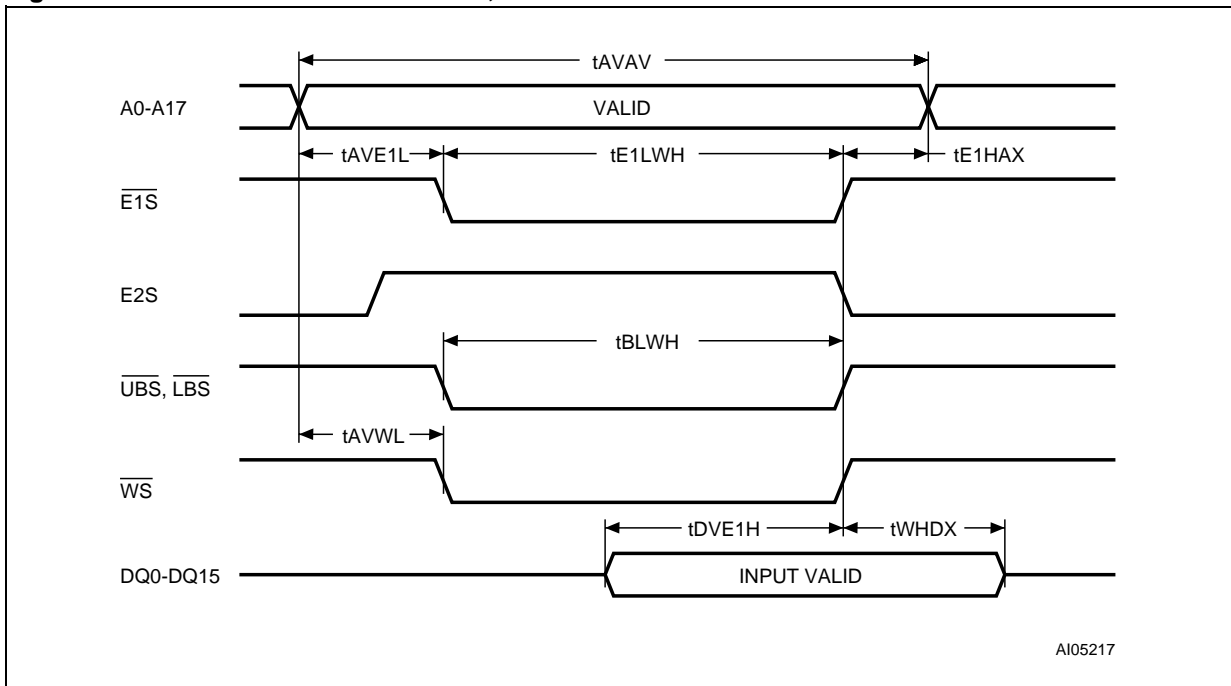 tAVAV
A0-A17 VALID
tAVE1L tE1LWH tE1HAX
E1S
E2S
tBLWH
UBS, LBS
tAVWL
WS
tDVE1H tWHDX
DQ0-DQ15 INPUT VALID
AI05217